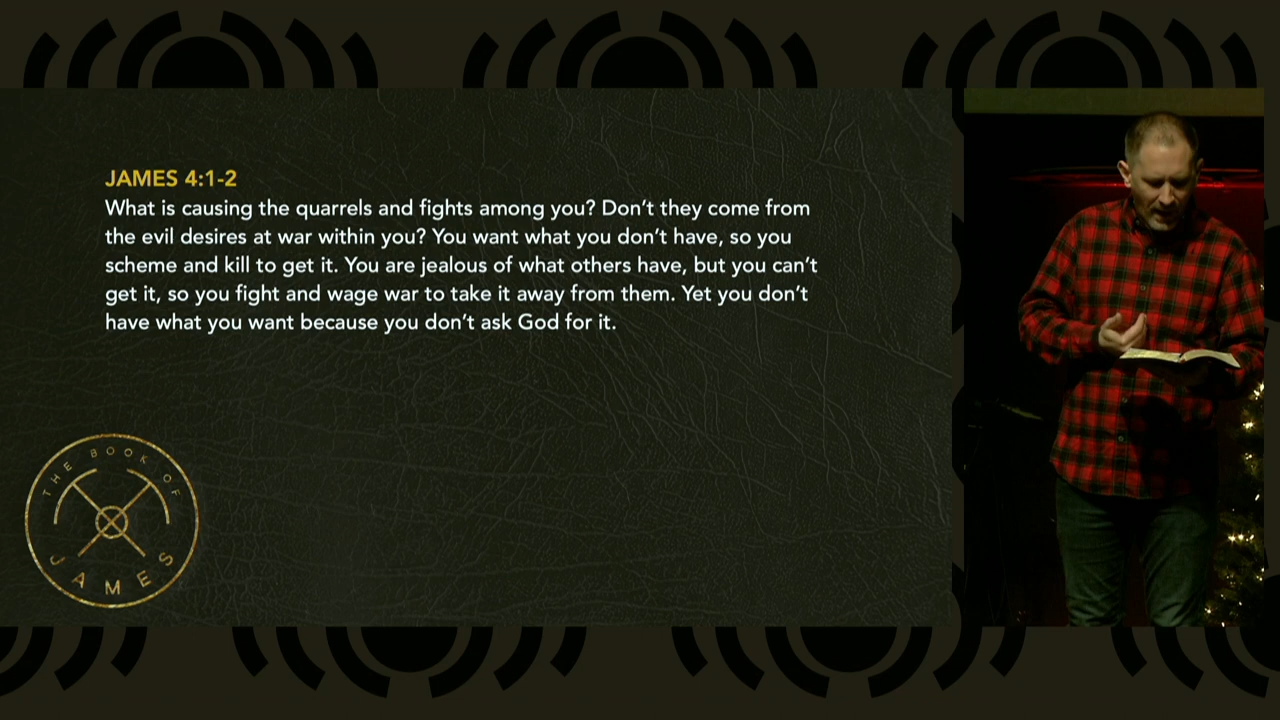 JAMES 4:1-2
What is causing the quarrels and fights among you? Don’t they come from
the evil desires at war within you? You want what you don’t have, so you
scheme and kill to get it. You are jealous of what others have, but you can’t
get it, so you fight and wage war to take it away from them. Yet you don’t
have what you want because you don’t ask God for it.
THE BOOK OF
JAMES